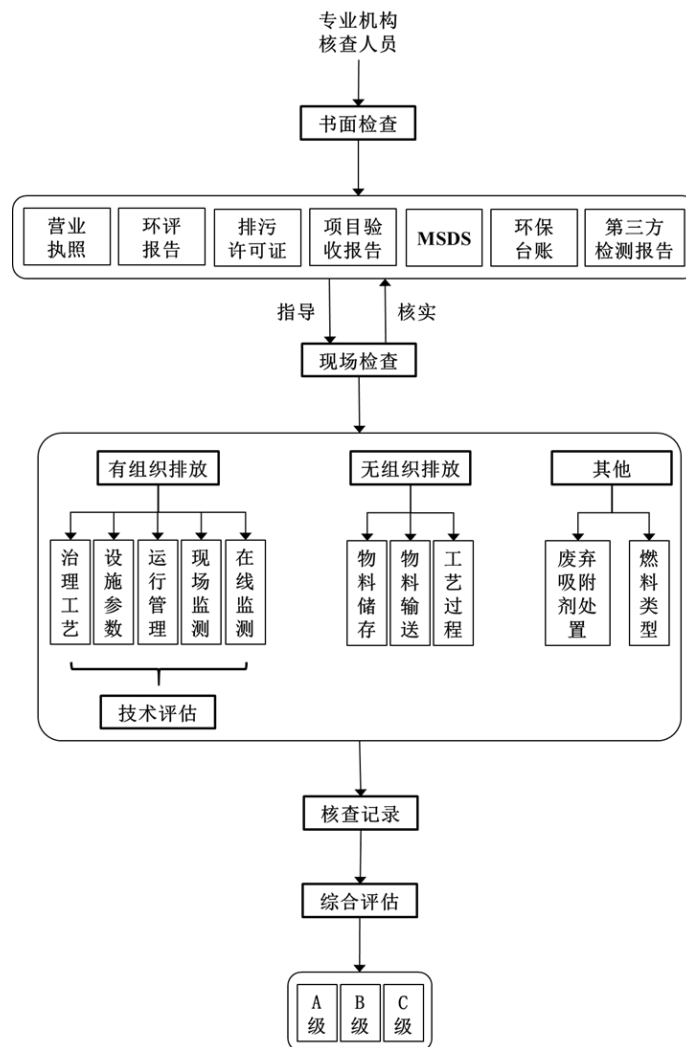 专业机构
核查人员
书面检查
营业
执照
环评
报告
排污
许可证
项目验
收报告
MSDS
环保
台账
第三方
检测报告
指导
核实
现场检查
有组织排放
无组织排放
其他
治理工艺
设施参数
运行管理
现场监测
在线监测
物料储存
物料输送
工艺过程
废弃
吸附
剂处
置
燃料类型
技术评估
核查记录
综合评估
A
级
B
级
C
级